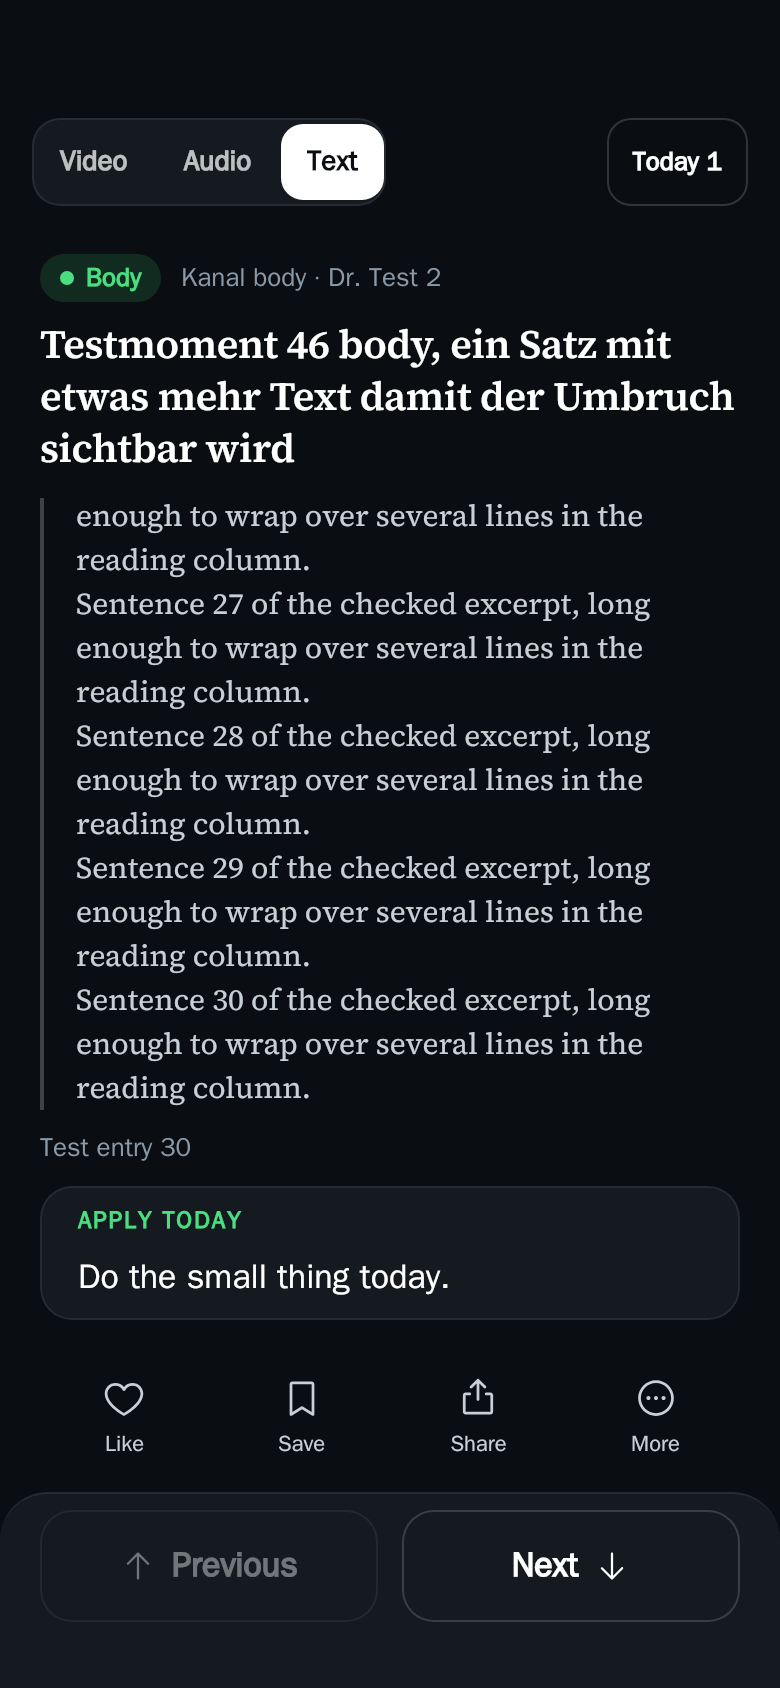 Video Audio Text Today 1
Body Kanal body · Dr. Test 2
Testmoment 46 body, ein Satz mit
etwas mehr Text damit der Umbruch
sichtbar wird
enough to wrap over several lines in the
reading column.
Sentence 27 of the checked excerpt, long
enough to wrap over several lines in the
reading column.
Sentence 28 of the checked excerpt, long
enough to wrap over several lines in the
reading column.
Sentence 29 of the checked excerpt, long
enough to wrap over several lines in the
reading column.
Sentence 30 of the checked excerpt, long
enough to wrap over several lines in the
reading column.
Test entry 30
APPLY TODAY
Do the small thing today.
Like Save Share More
Previous Next